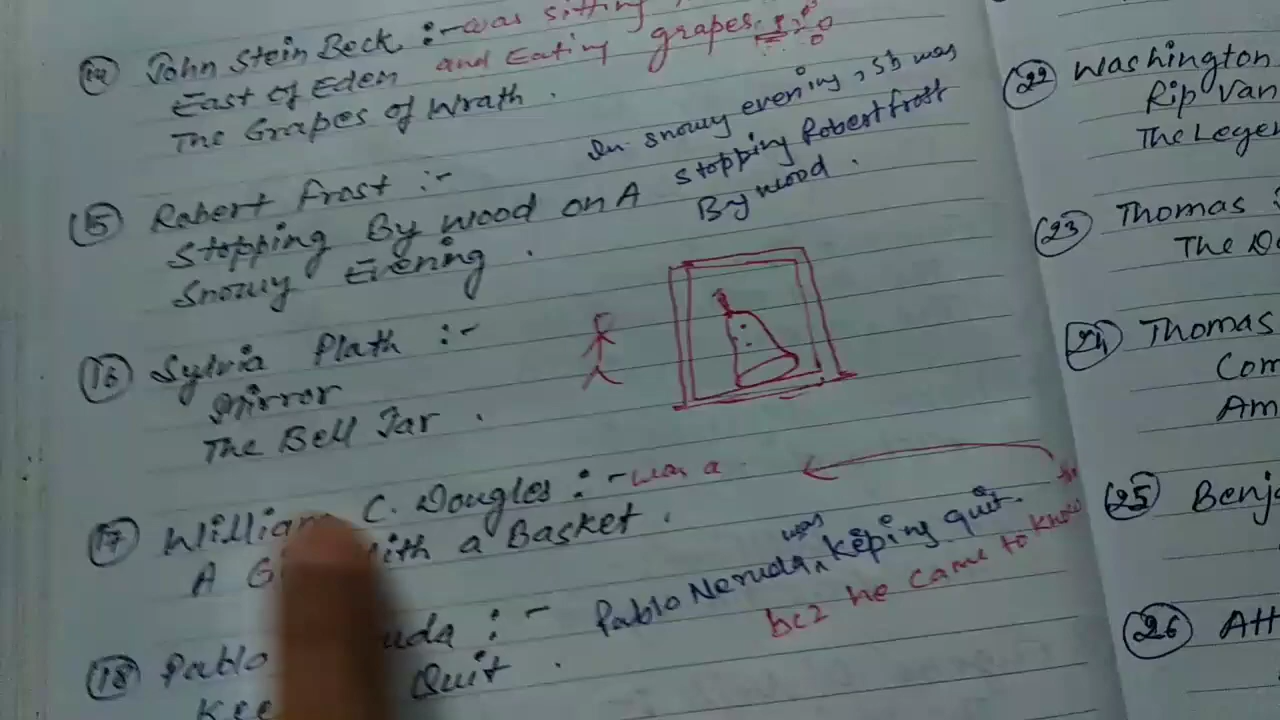 (14) John Stein Beck :- was sitting
East of Eden and Eating grapes
The Grapes of Wrath .
(15) Robert Frost :-
Stopping By Wood on A
Snowy Evening .
In snowy evening, Sb was
stopping Robert frost
By wood .
(16) Sylvia Plath :-
Mirror
The Bell Jar .
(17) William C. Dougles :- was a
A with a Basket .
(18) Pablo :-
Quit .
Pablo Neruda was keping quit.
bcz he came to know
(22) Washington
Rip Van
The Lege
(23) Thomas
The
(24) Thomas
Com
Am
(25) Benj
(26) Att